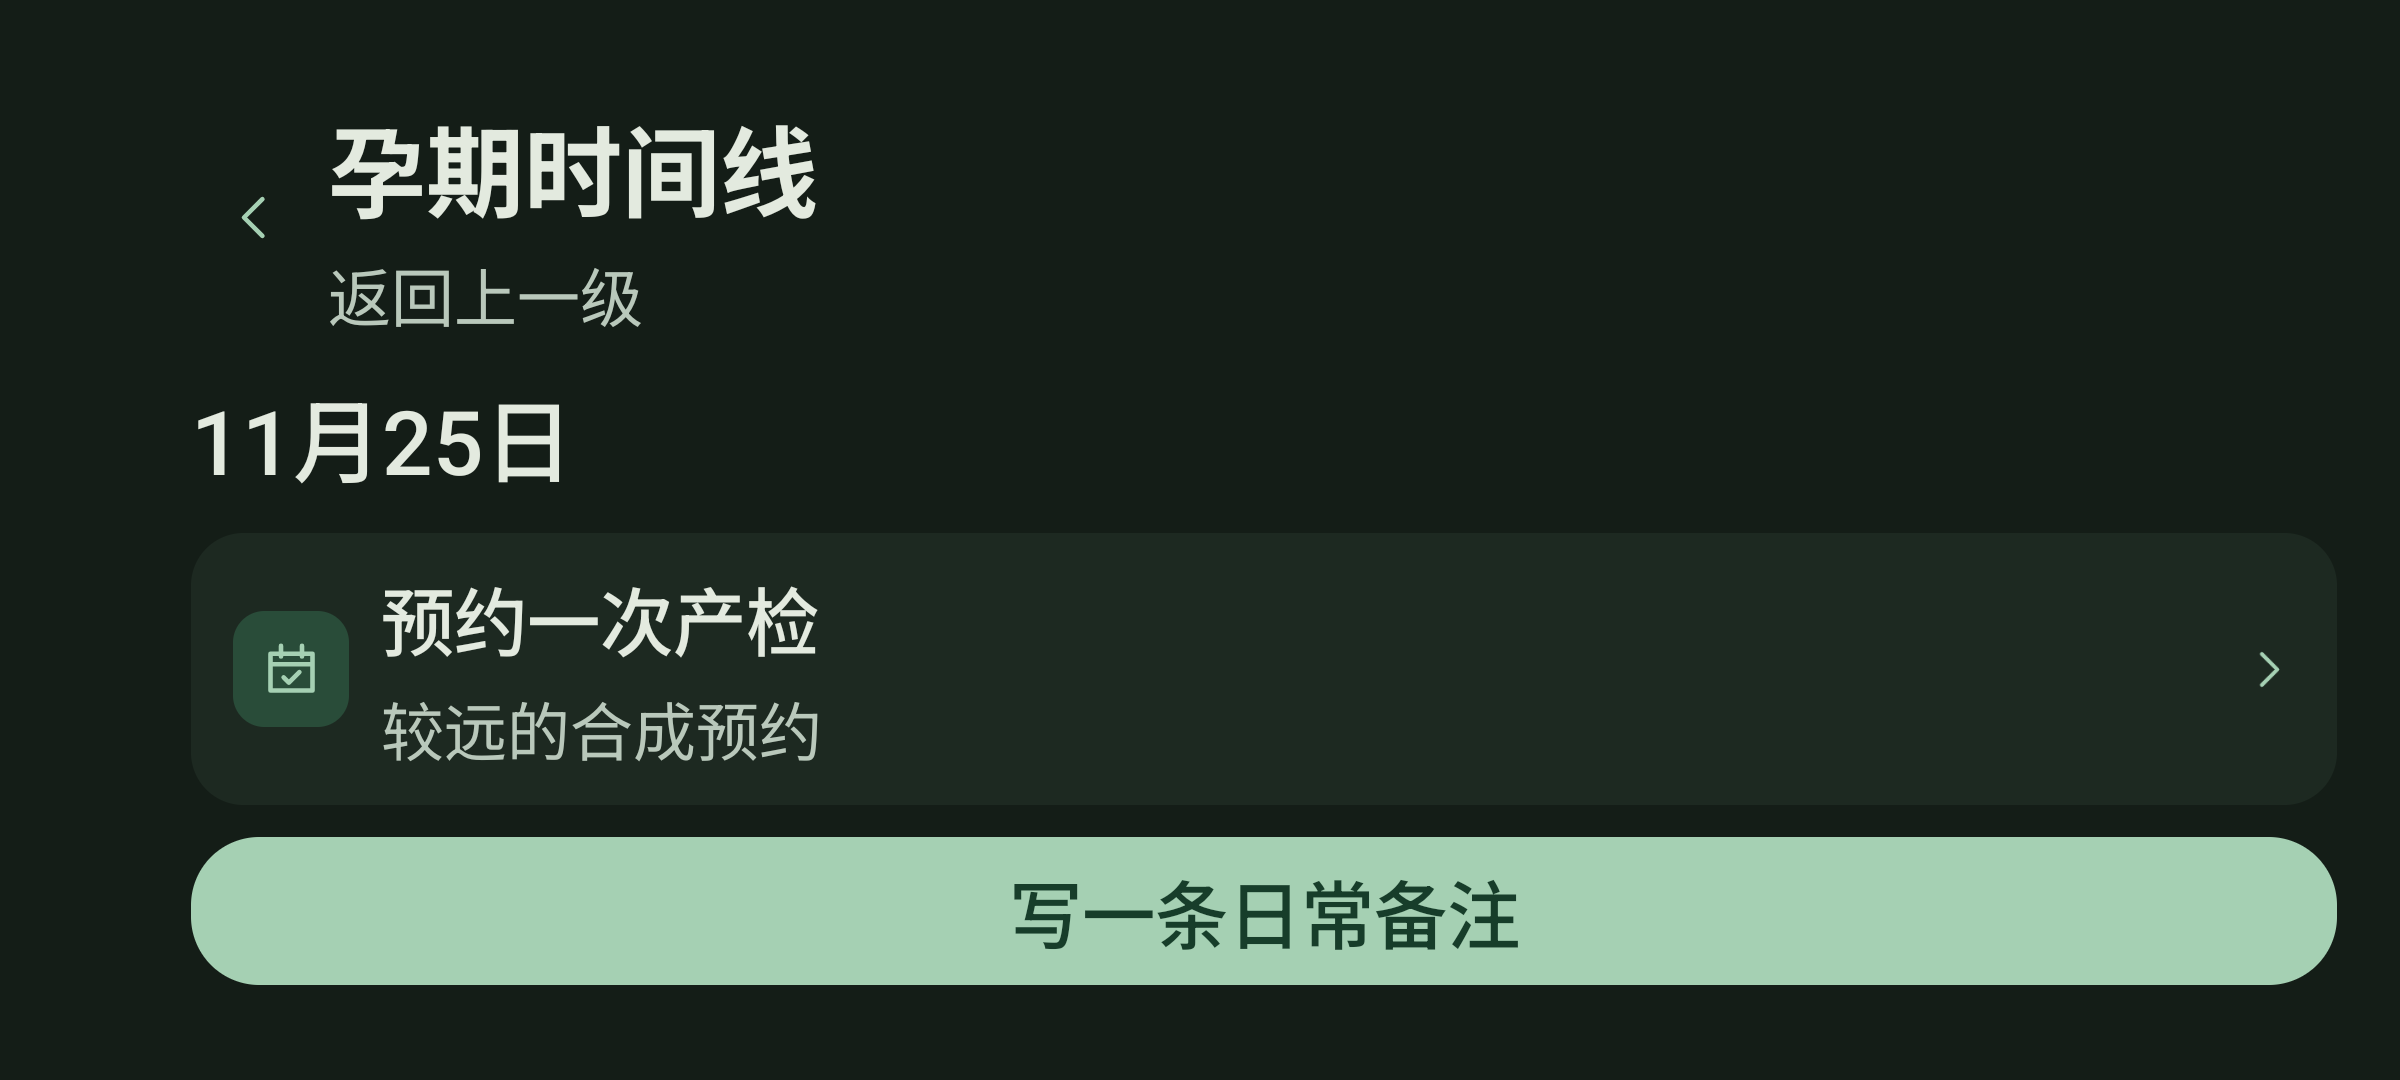 孕期时间线
返回上一级
11月25日
预约一次产检
较远的合成预约
写一条日常备注